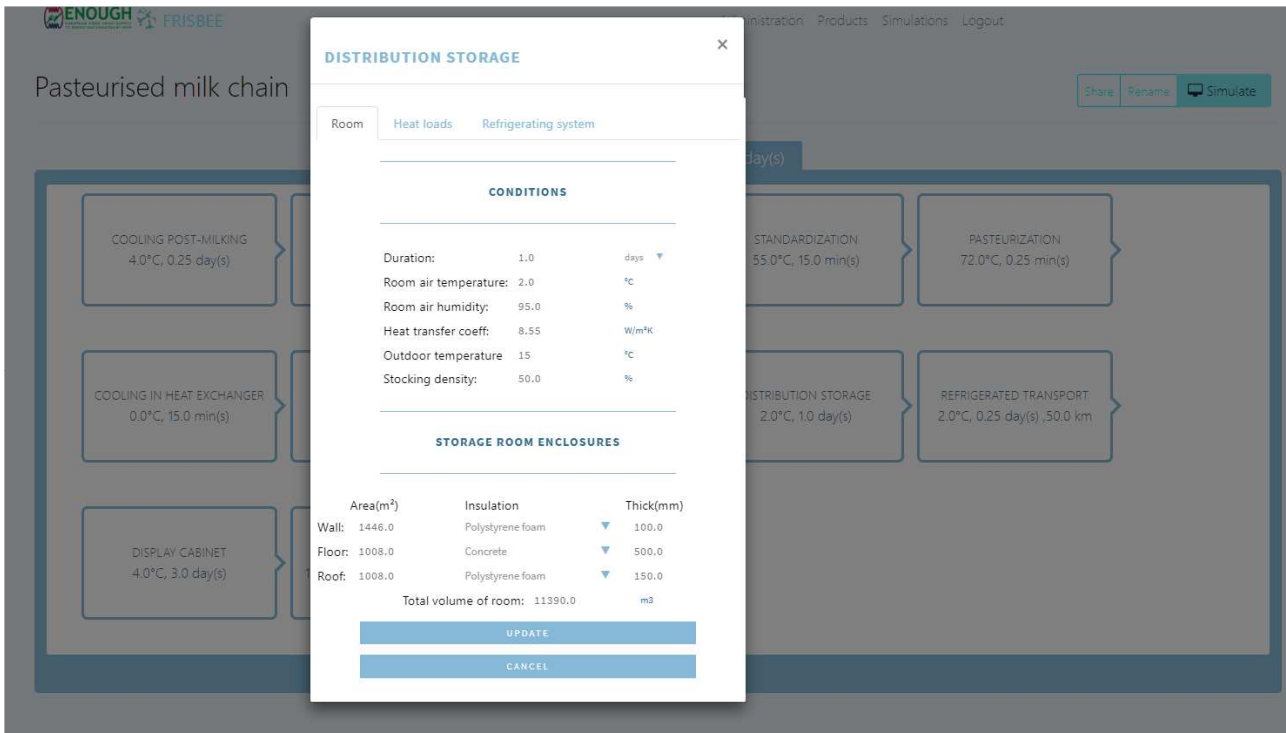 ENOUGH
FRISBEE
Products Simulations Logout
Pasteurised milk chain
Share Rename Simulate
day(s)
COOLING POST-MILKING
4.0°C, 0.25 day(s)
STANDARDIZATION
55.0°C, 15.0 min(s)
PASTEURIZATION
72.0°C, 0.25 min(s)
COOLING IN HEAT EXCHANGER
0.0°C, 15.0 min(s)
2.0°C, 1.0 day(s)
REFRIGERATED TRANSPORT
2.0°C, 0.25 day(s) ,50.0 km
DISPLAY CABINET
4.0°C, 3.0 day(s)
DISTRIBUTION STORAGE
×
Room Heat loads Refrigerating system
CONDITIONS
Duration: 1.0 days
Room air temperature: 2.0 °C
Room air humidity: 95.0 %
Heat transfer coeff: 8.55 W/m²K
Outdoor temperature 15 °C
Stocking density: 50.0 %
STORAGE ROOM ENCLOSURES
Area(m²) Insulation Thick(mm)
Wall: 1446.0 Polystyrene foam 100.0
Floor: 1008.0 Concrete 500.0
Roof: 1008.0 Polystyrene foam 150.0
Total volume of room: 11390.0 m3
UPDATE
CANCEL